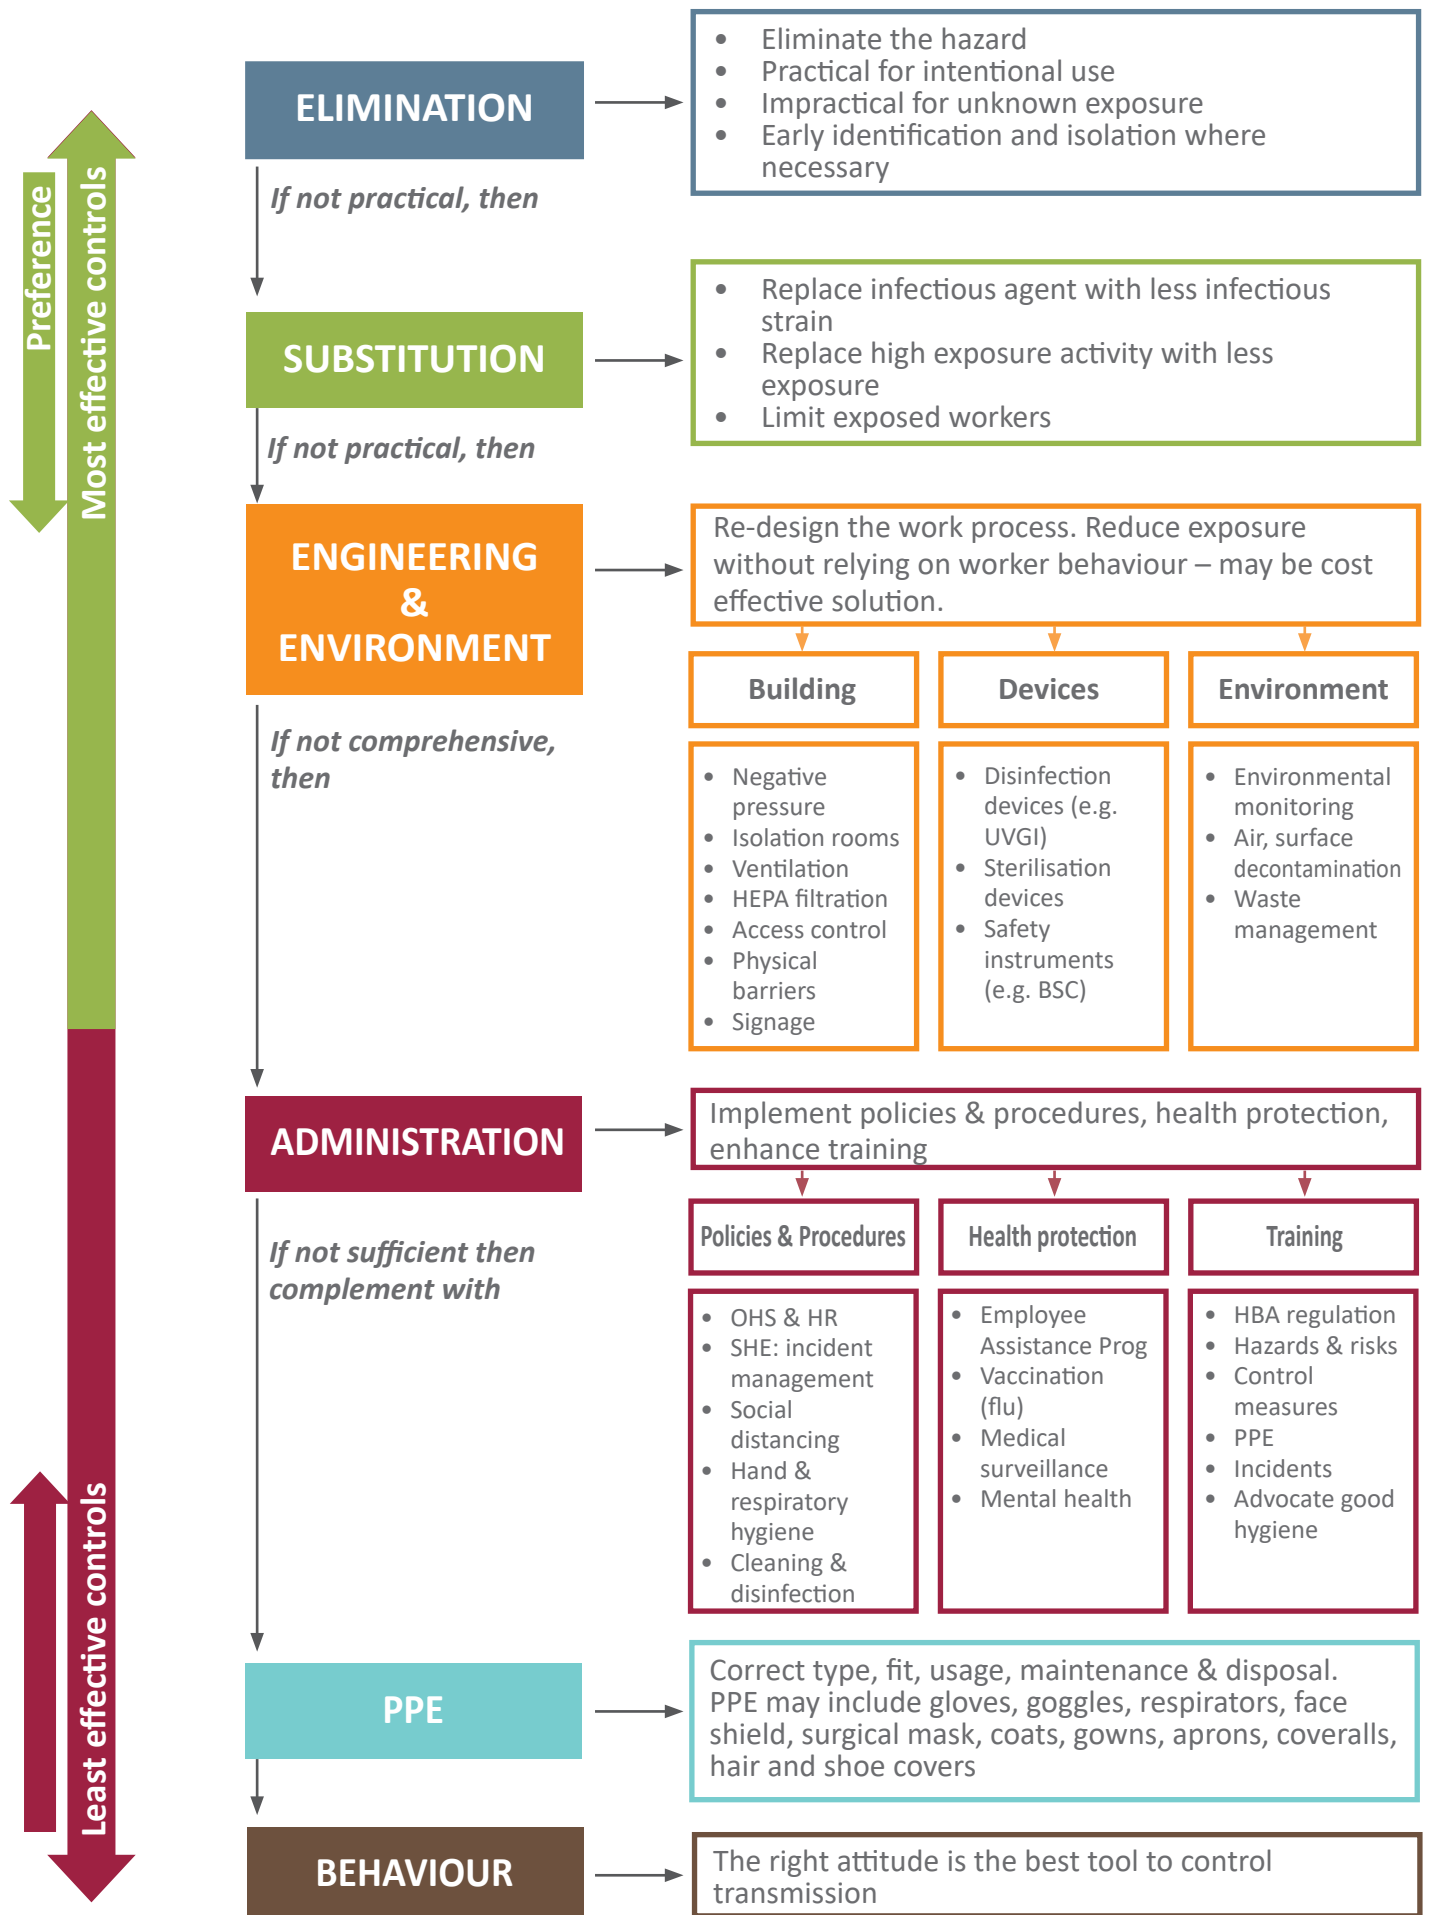 Preference
Most effective controls
Least effective controls
ELIMINATION
• Eliminate the hazard
• Practical for intentional use
• Impractical for unknown exposure
• Early identification and isolation where
necessary
If not practical, then
SUBSTITUTION
• Replace infectious agent with less infectious
strain
• Replace high exposure activity with less
exposure
• Limit exposed workers
If not practical, then
ENGINEERING
&
ENVIRONMENT
Re-design the work process. Reduce exposure
without relying on worker behaviour – may be cost
effective solution.
Building
• Negative
pressure
• Isolation rooms
• Ventilation
• HEPA filtration
• Access control
• Physical
barriers
• Signage
Devices
• Disinfection
devices (e.g.
UVGI)
• Sterilisation
devices
• Safety
instruments
(e.g. BSC)
Environment
• Environmental
monitoring
• Air, surface
decontamination
• Waste
management
If not comprehensive,
then
ADMINISTRATION
Implement policies & procedures, health protection,
enhance training
Policies & Procedures
• OHS & HR
• SHE: incident
management
• Social
distancing
• Hand &
respiratory
hygiene
• Cleaning &
disinfection
Health protection
• Employee
Assistance Prog
• Vaccination
(flu)
• Medical
surveillance
• Mental health
Training
• HBA regulation
• Hazards & risks
• Control
measures
• PPE
• Incidents
• Advocate good
hygiene
If not sufficient then
complement with
PPE
Correct type, fit, usage, maintenance & disposal.
PPE may include gloves, goggles, respirators, face
shield, surgical mask, coats, gowns, aprons, coveralls,
hair and shoe covers
BEHAVIOUR
The right attitude is the best tool to control
transmission